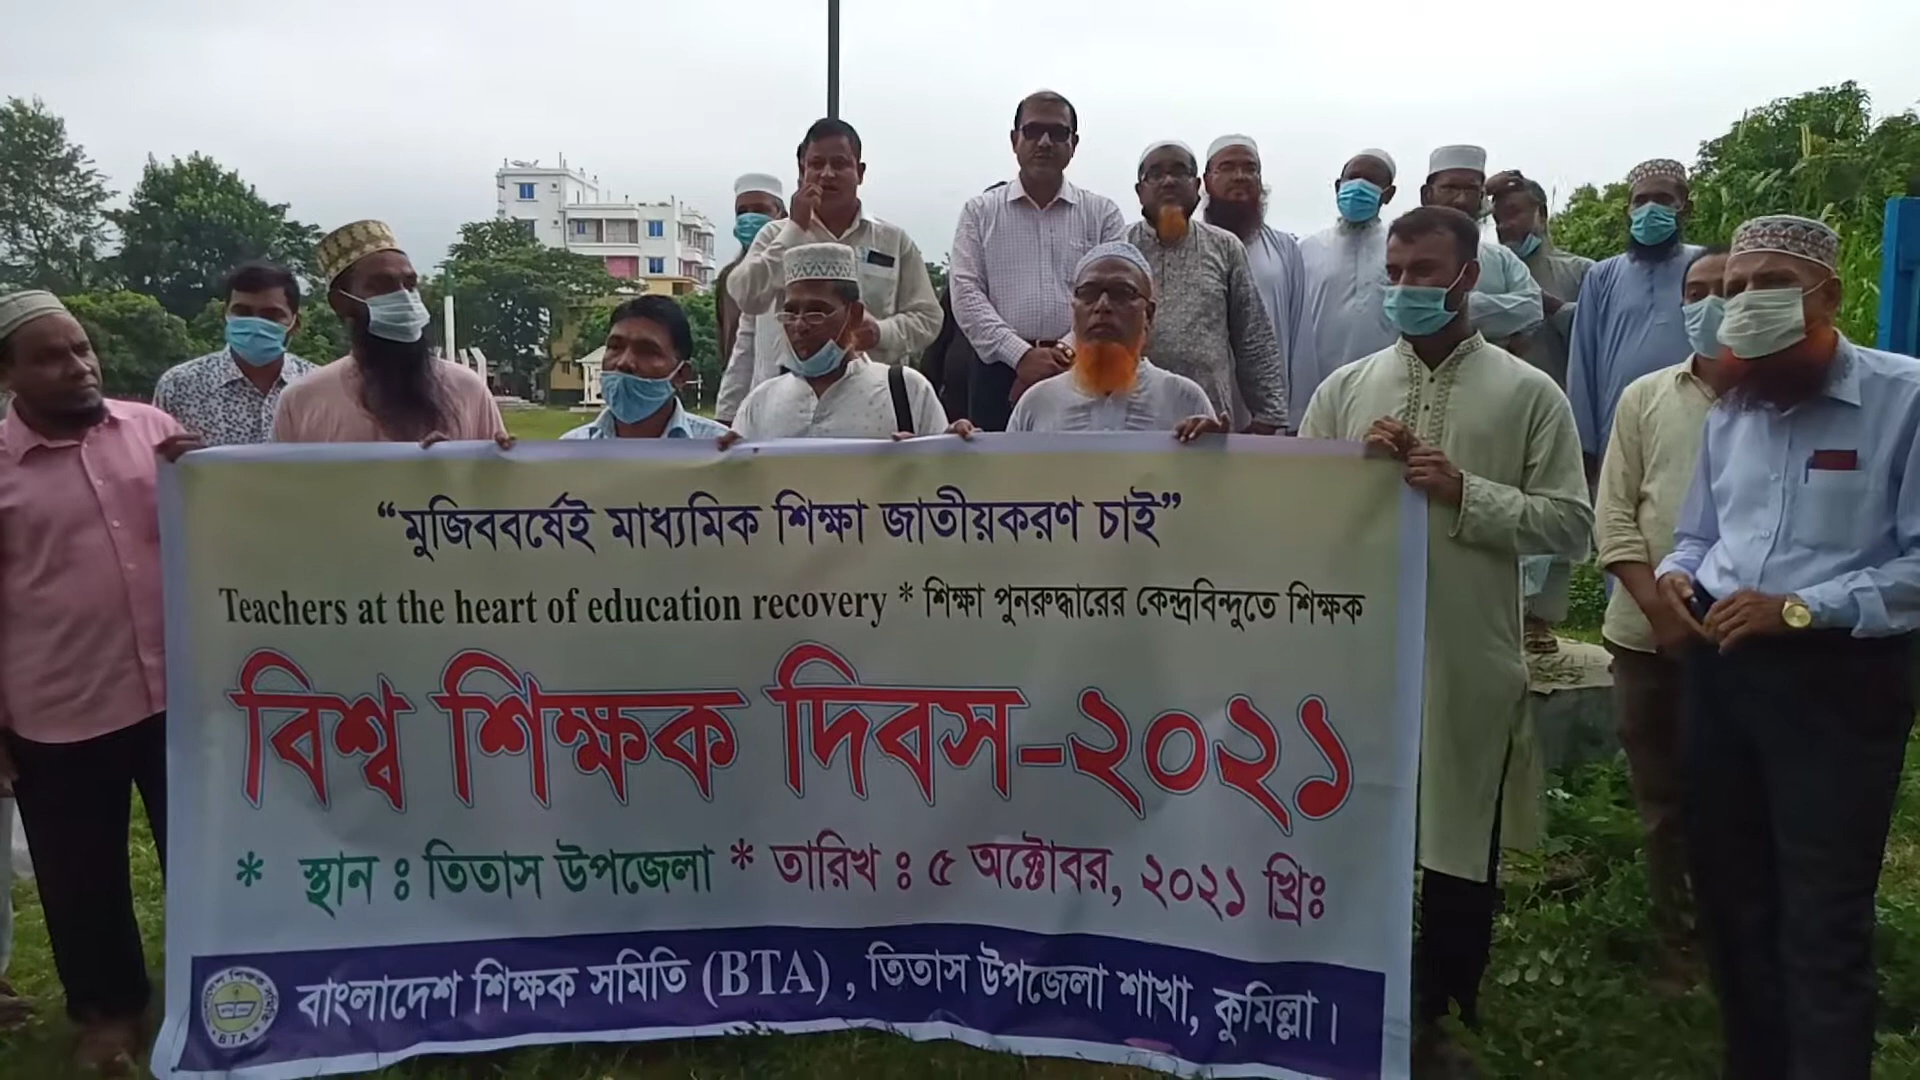 “মুজিববর্ষেই মাধ্যমিক শিক্ষা জাতীয়করণ চাই”
Teachers at the heart of education recovery * শিক্ষা পুনরুদ্ধারের কেন্দ্রবিন্দুতে শিক্ষক
বিশ্ব শিক্ষক দিবস-২০২১
* স্থান : তিতাস উপজেলা * তারিখ : ৫ অক্টোবর, ২০২১ খ্রিঃ
বাংলাদেশ শিক্ষক সমিতি (BTA) , তিতাস উপজেলা শাখা, কুমিল্লা।
BTA